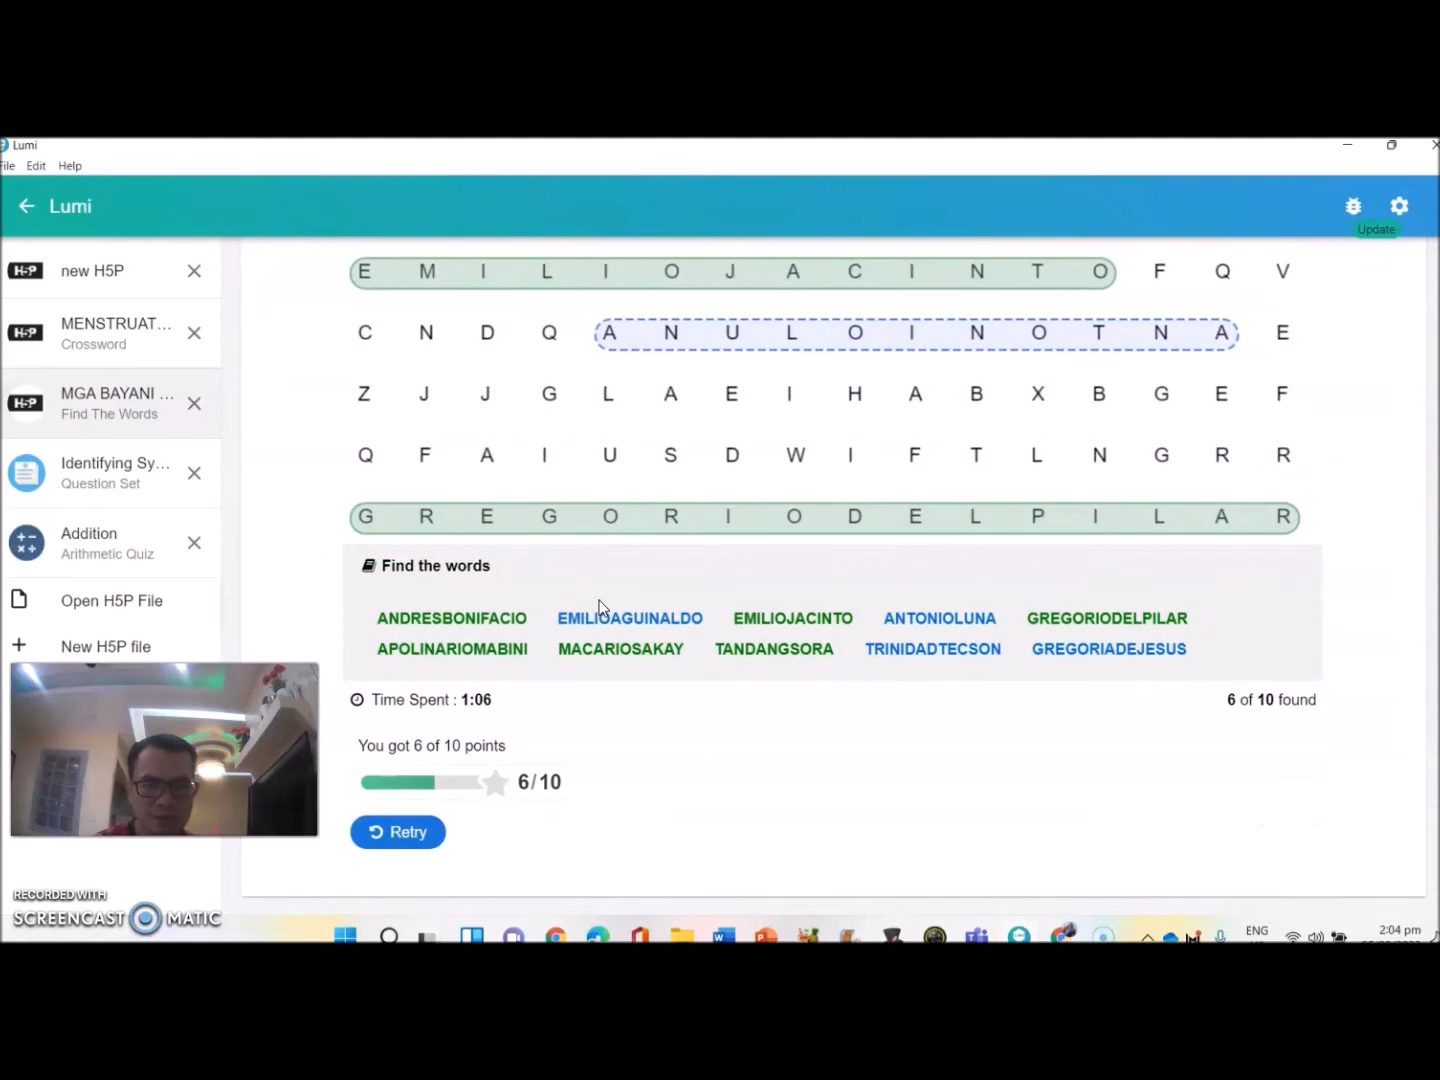 Lumi
File Edit Help
Lumi
Update
new H5P
MENSTRUAT...
Crossword
MGA BAYANI ...
Find The Words
Identifying Sy...
Question Set
Addition
Arithmetic Quiz
Open H5P File
New H5P file
E M I L I O J A C I N T O F Q V
C N D Q A N U L O I N O T N A E
Z J J G L A E I H A B X B G E F
Q F A I U S D W I F T L N G R R
G R E G O R I O D E L P I L A R
Find the words
ANDRESBONIFACIO EMILIOAGUINALDO EMILIOJACINTO ANTONIOLUNA GREGORIODELPILAR
APOLINARIOMABINI MACARIOSAKAY TANDANGSORA TRINIDADTECSON GREGORIADEJESUS
Time Spent : 1:06
6 of 10 found
You got 6 of 10 points
6/10
Retry
RECORDED WITH
SCREENCAST MATIC
ENG
2:04 pm